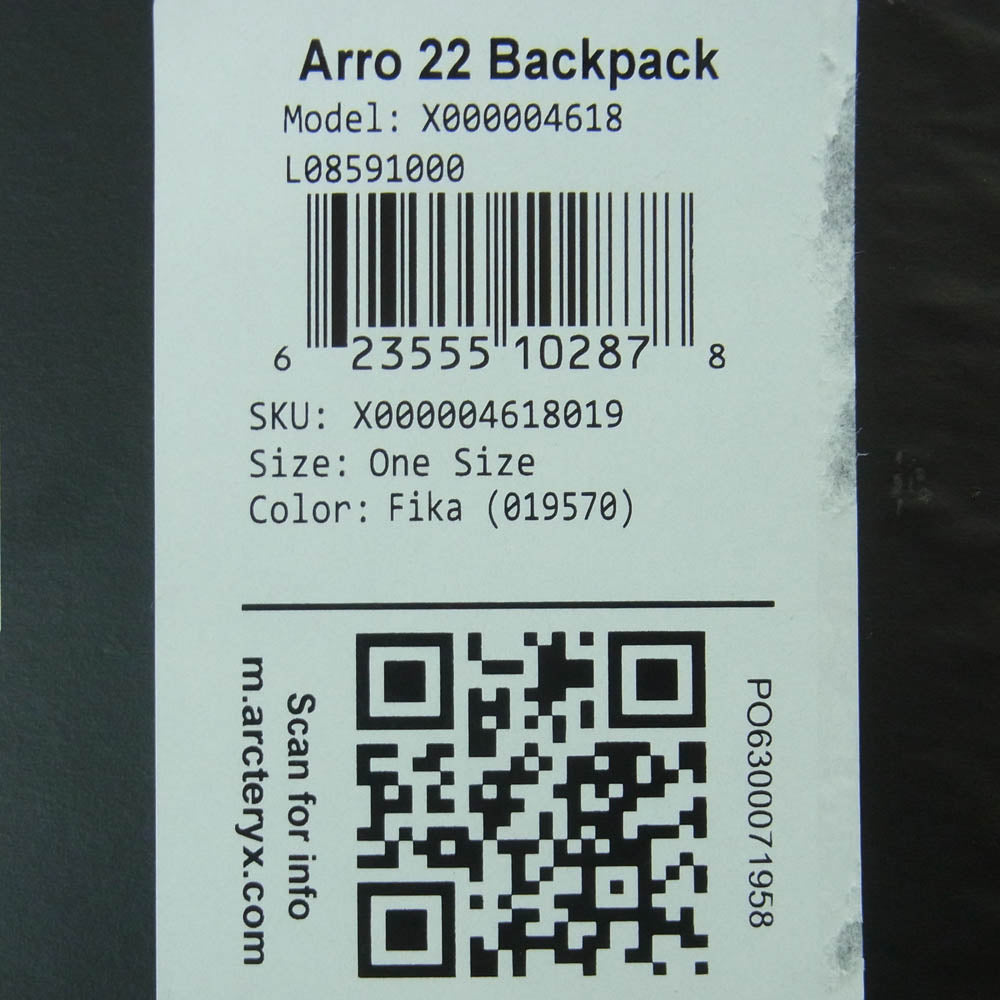 Arro 22 Backpack
Model: X000004618
L08591000
6 23555 10287 8
SKU: X000004618019
Size: One Size
Color: Fika (019570)
Scan for info
m.arcteryx.com
PO6300071958